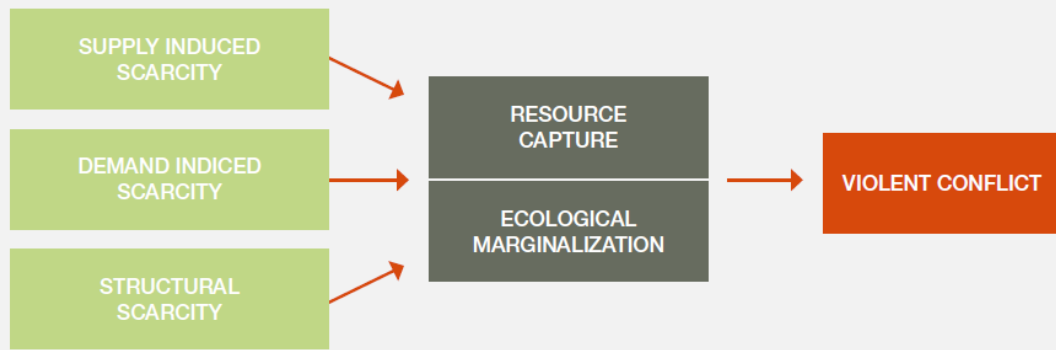 SUPPLY INDUCED
SCARCITY
DEMAND INDICED
SCARCITY
STRUCTURAL
SCARCITY
RESOURCE
CAPTURE
ECOLOGICAL
MARGINALIZATION
VIOLENT CONFLICT